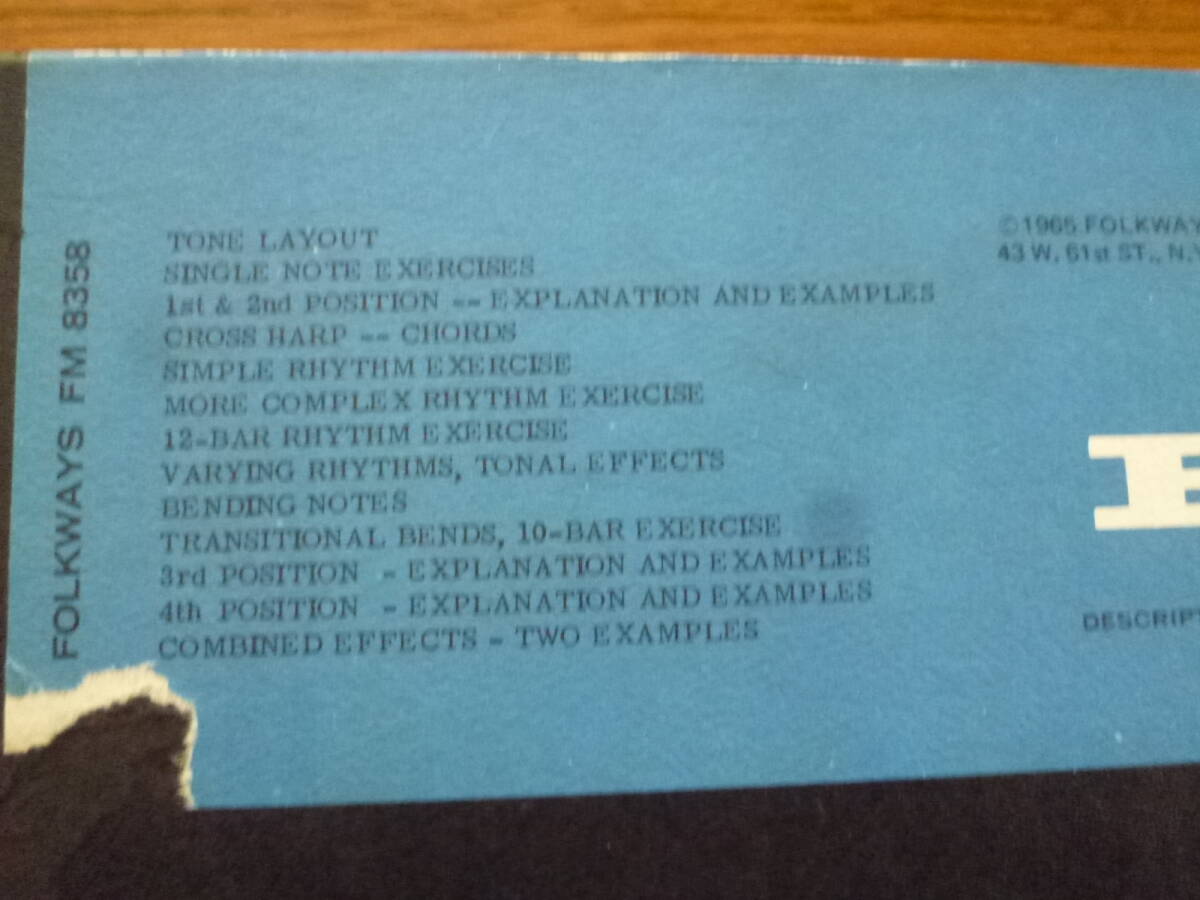 FOLKWAYS FM 8358
TONE LAYOUT
SINGLE NOTE EXERCISES
1st & 2nd POSITION -- EXPLANATION AND EXAMPLES
CROSS HARP -- CHORDS
SIMPLE RHYTHM EXERCISE
MORE COMPLEX RHYTHM EXERCISE
12-BAR RHYTHM EXERCISE
VARYING RHYTHMS, TONAL EFFECTS
BENDING NOTES
TRANSITIONAL BENDS, 10-BAR EXERCISE
3rd POSITION - EXPLANATION AND EXAMPLES
4th POSITION - EXPLANATION AND EXAMPLES
COMBINED EFFECTS - TWO EXAMPLES
©1965 FOLKWAY
43 W. 61st ST., N.Y
DESCRIPT